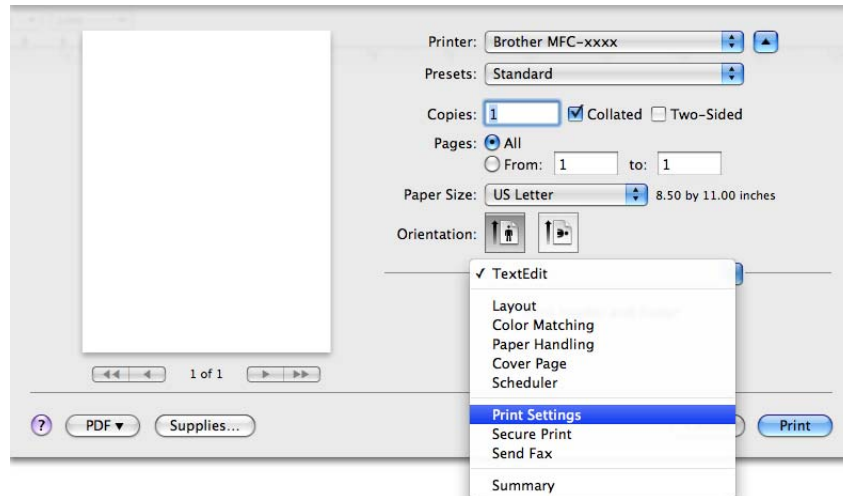 Printer: Brother MFC-xxxx
Presets: Standard
Copies: 1 Collated Two-Sided
Pages: All
From: 1 to: 1
Paper Size: US Letter 8.50 by 11.00 inches
Orientation:
✓ TextEdit
Layout
Color Matching
Paper Handling
Cover Page
Scheduler
Print Settings
Secure Print
Send Fax
Summary
1 of 1
? PDF ▼ Supplies... Print